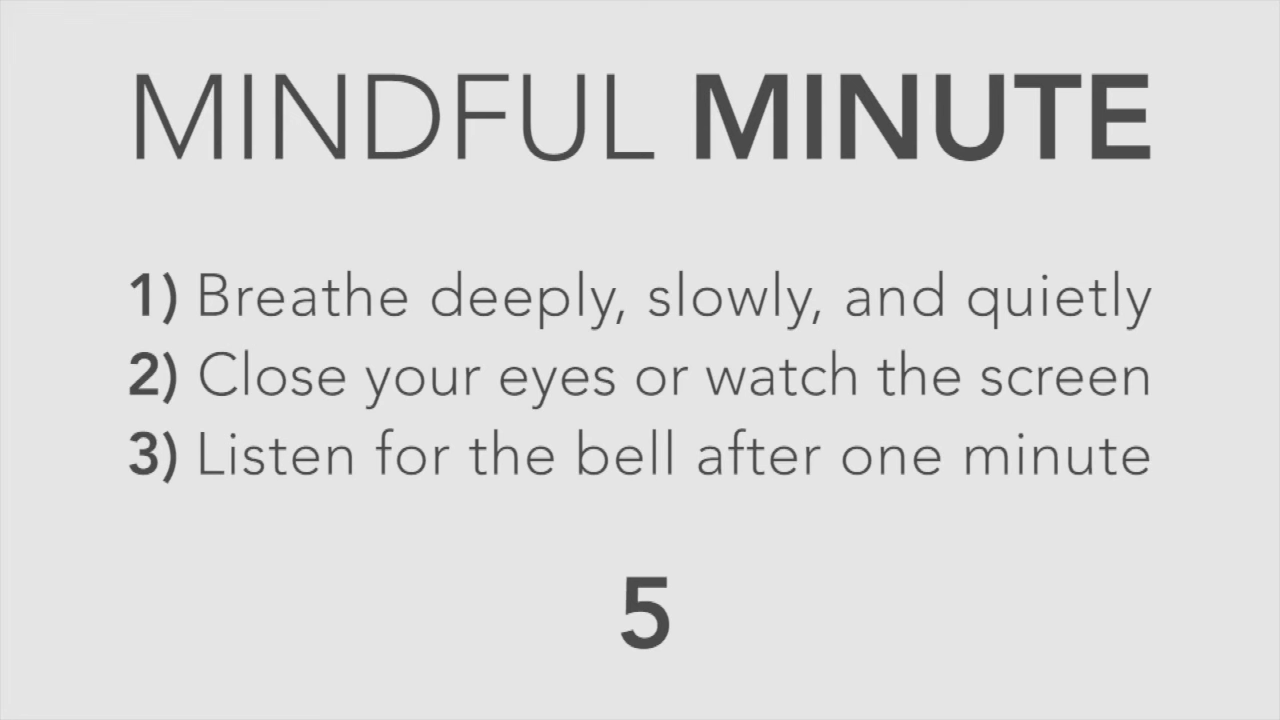 MINDFUL MINUTE
1) Breathe deeply, slowly, and quietly
2) Close your eyes or watch the screen
3) Listen for the bell after one minute
5